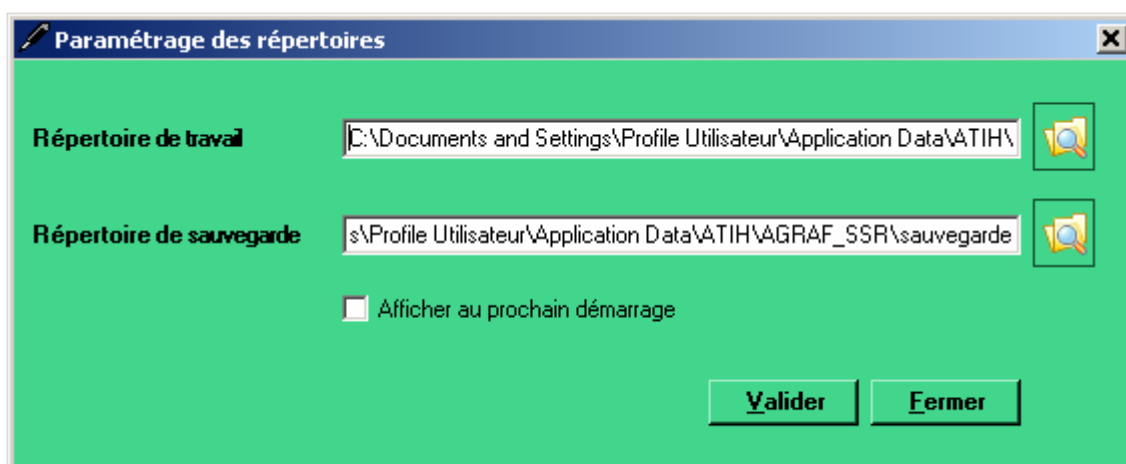 Paramétrage des répertoires
Répertoire de travail C:\Documents and Settings\Profile Utilisateur\Application Data\ATIH\
Répertoire de sauvegarde s\Profile Utilisateur\Application Data\ATIH\AGRAF_SSR\sauvegarde
Afficher au prochain démarrage
Valider Fermer